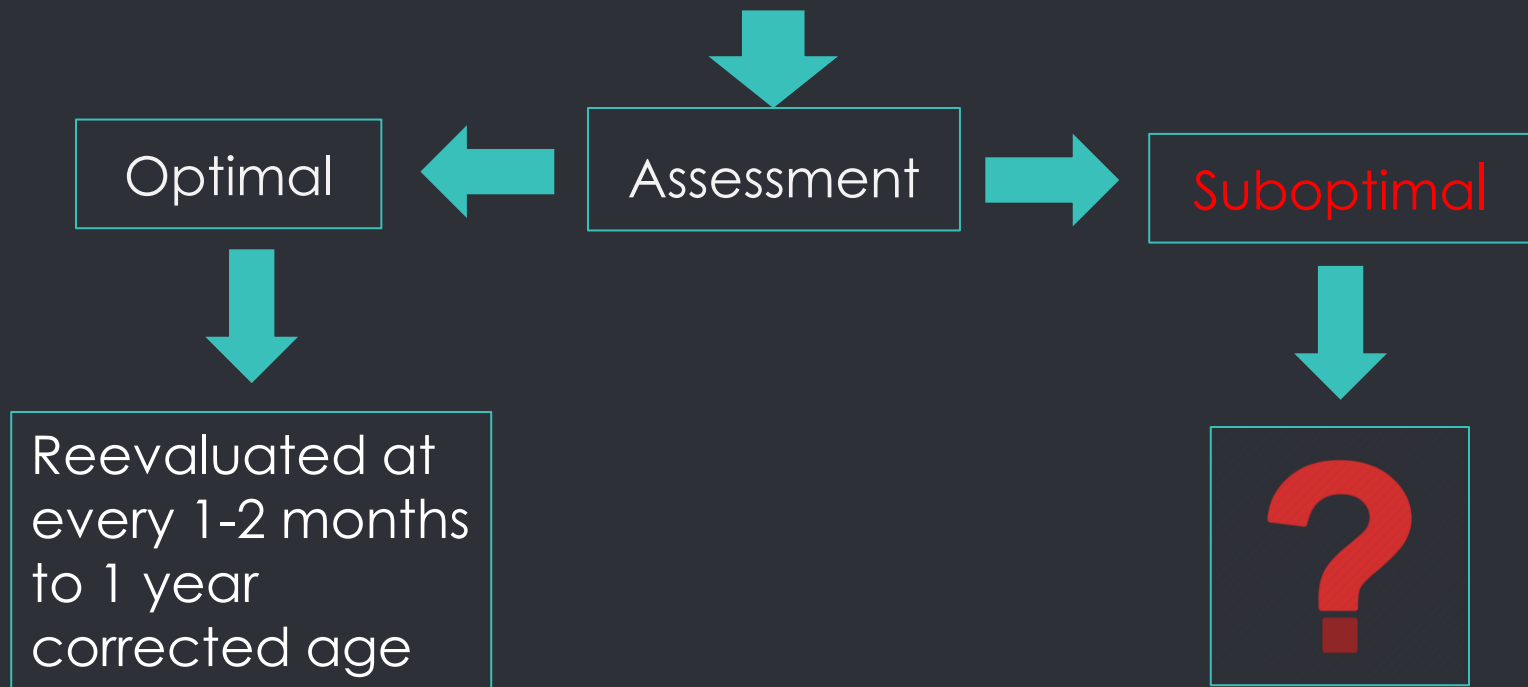 Optimal
Assessment
Suboptimal
Reevaluated at
every 1-2 months
to 1 year
corrected age
?